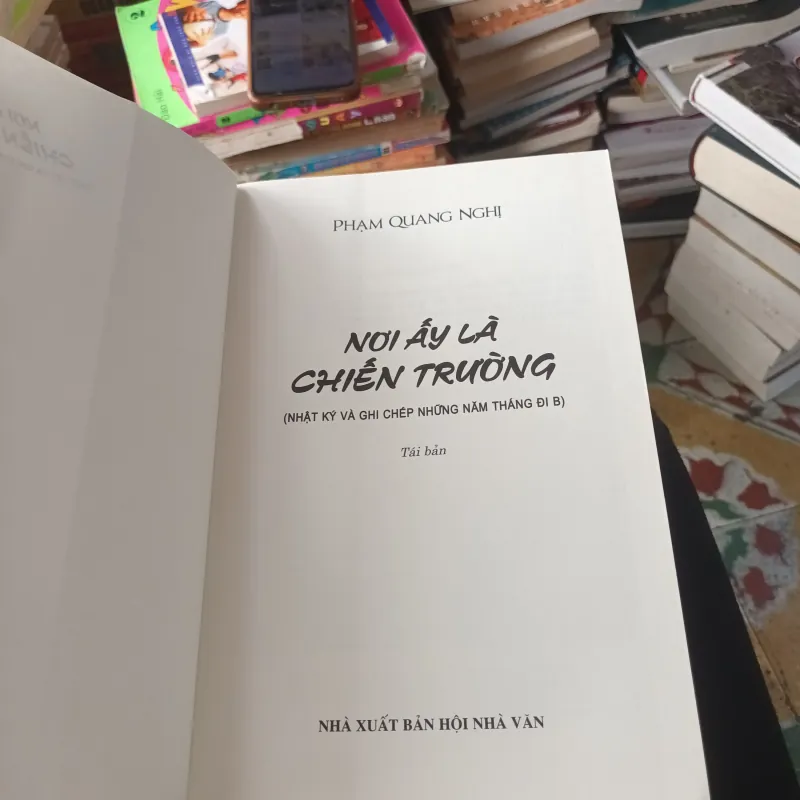 PHẠM QUANG NGHỊ
NƠI ẤY LÀ
CHIẾN TRƯỜNG
(NHẬT KÝ VÀ GHI CHÉP NHỮNG NĂM THÁNG ĐI B)
Tái bản
NHÀ XUẤT BẢN HỘI NHÀ VĂN